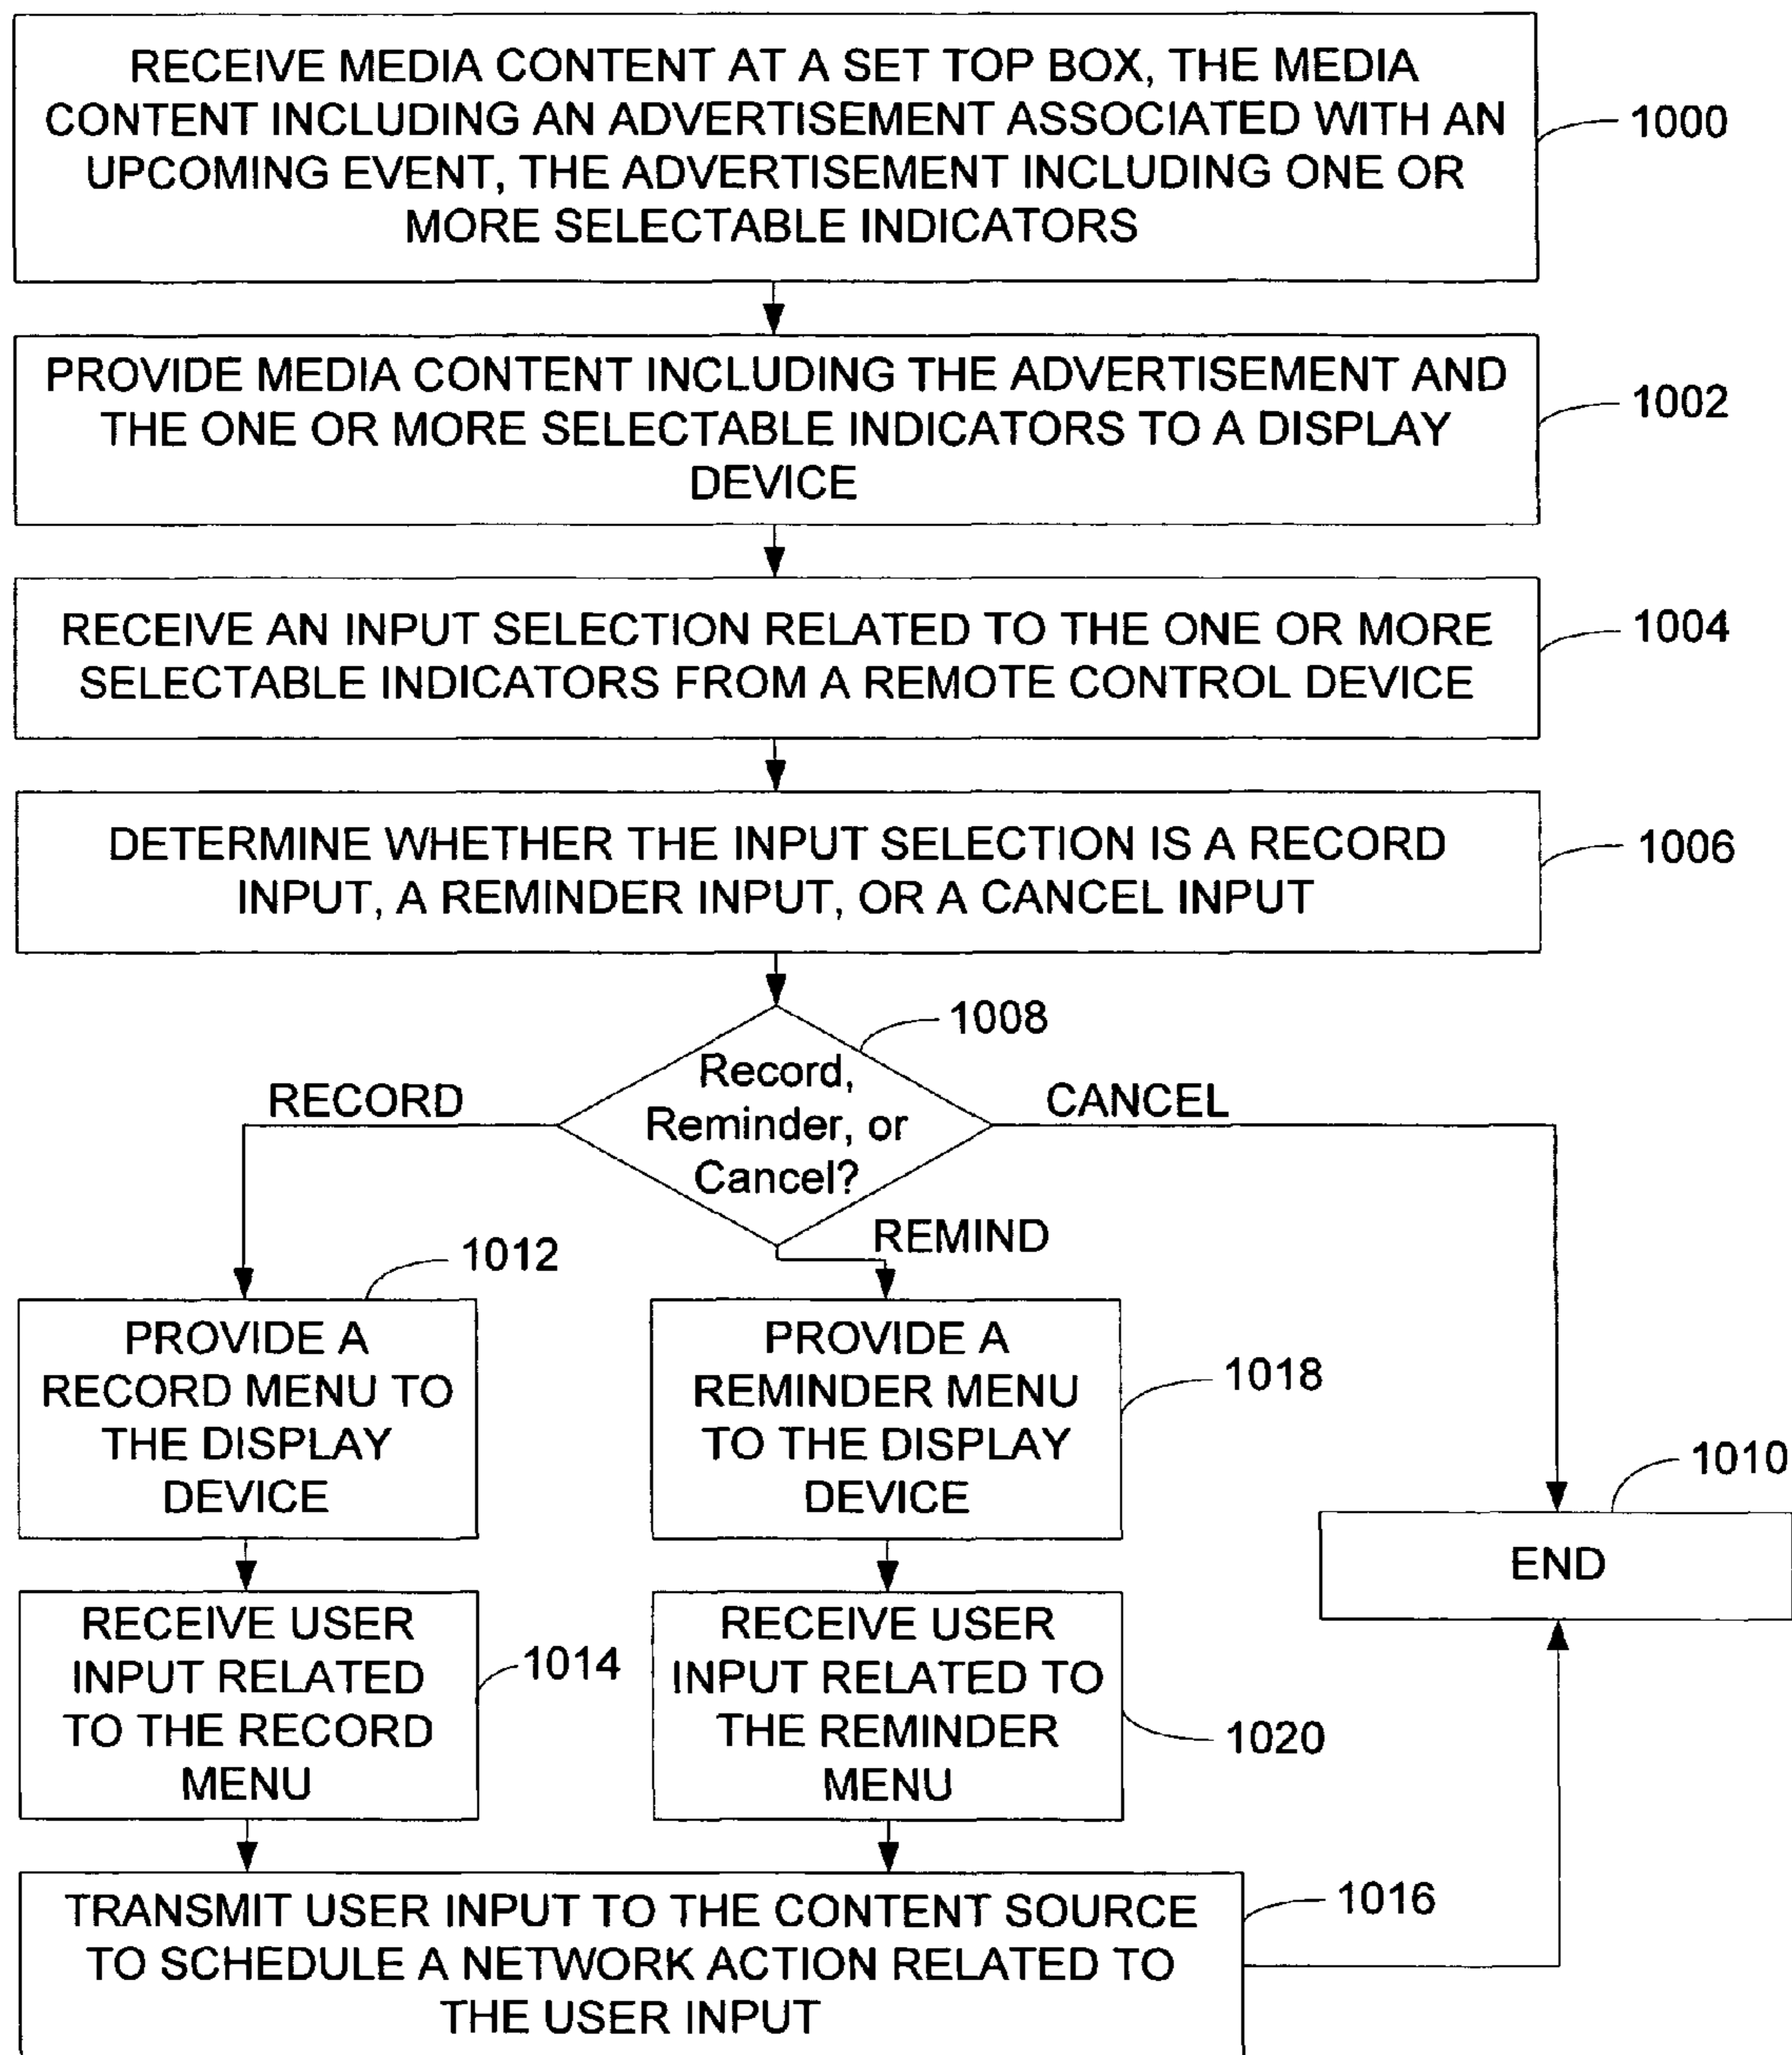 RECEIVE MEDIA CONTENT AT A SET TOP BOX, THE MEDIA
CONTENT INCLUDING AN ADVERTISEMENT ASSOCIATED WITH AN
UPCOMING EVENT, THE ADVERTISEMENT INCLUDING ONE OR
MORE SELECTABLE INDICATORS
1000
PROVIDE MEDIA CONTENT INCLUDING THE ADVERTISEMENT AND
THE ONE OR MORE SELECTABLE INDICATORS TO A DISPLAY
DEVICE
1002
RECEIVE AN INPUT SELECTION RELATED TO THE ONE OR MORE
SELECTABLE INDICATORS FROM A REMOTE CONTROL DEVICE
1004
DETERMINE WHETHER THE INPUT SELECTION IS A RECORD
INPUT, A REMINDER INPUT, OR A CANCEL INPUT
1006
1008
Record,
Reminder, or
Cancel?
RECORD
CANCEL
REMIND
1012
PROVIDE A
RECORD MENU TO
THE DISPLAY
DEVICE
PROVIDE A
REMINDER MENU
TO THE DISPLAY
DEVICE
1018
1010
END
RECEIVE USER
INPUT RELATED
TO THE RECORD
MENU
1014
RECEIVE USER
INPUT RELATED TO
THE REMINDER
MENU
1020
TRANSMIT USER INPUT TO THE CONTENT SOURCE
TO SCHEDULE A NETWORK ACTION RELATED TO
THE USER INPUT
1016